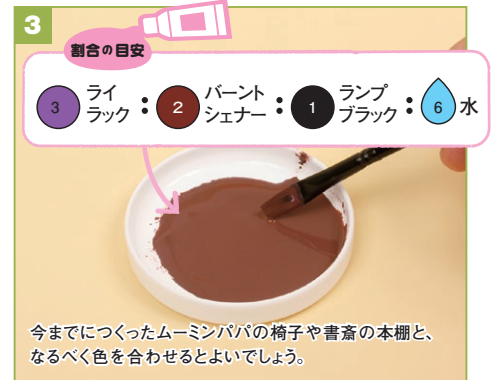 3
割合の目安
3 ライラック : 2 バーントシェナー : 1 ランプブラック : 6 水
今までにつくったムーミンパパの椅子や書斎の本棚と、
なるべく色を合わせるとよいでしょう。